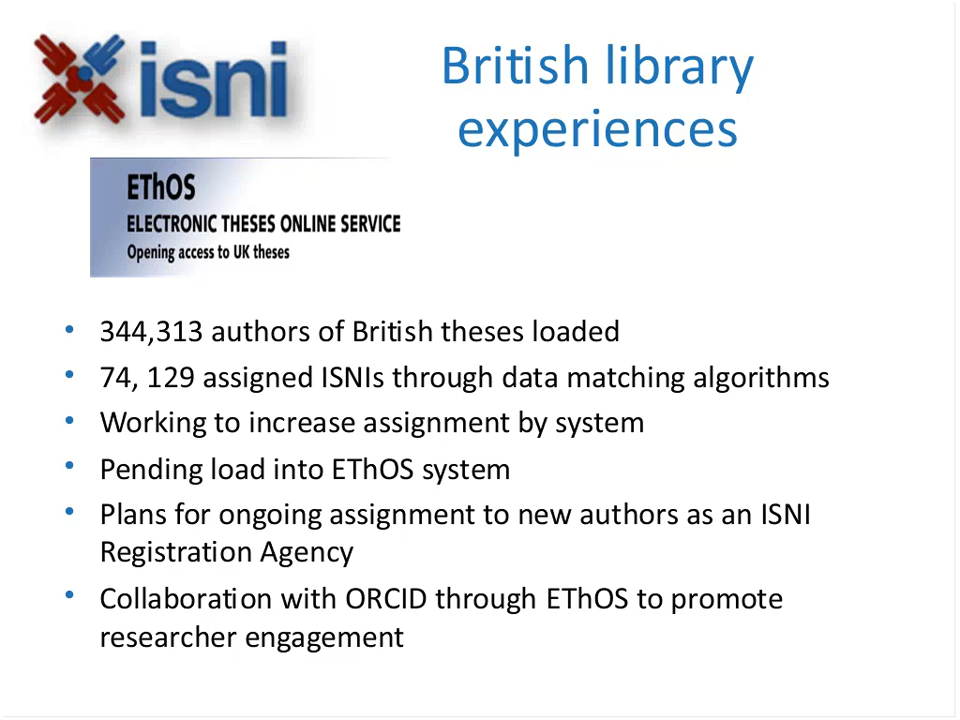 isni
British library
experiences
EThOS
ELECTRONIC THESES ONLINE SERVICE
Opening access to UK theses
• 344,313 authors of British theses loaded
• 74, 129 assigned ISNIs through data matching algorithms
• Working to increase assignment by system
• Pending load into EThOS system
• Plans for ongoing assignment to new authors as an ISNI
Registration Agency
• Collaboration with ORCID through EThOS to promote
researcher engagement